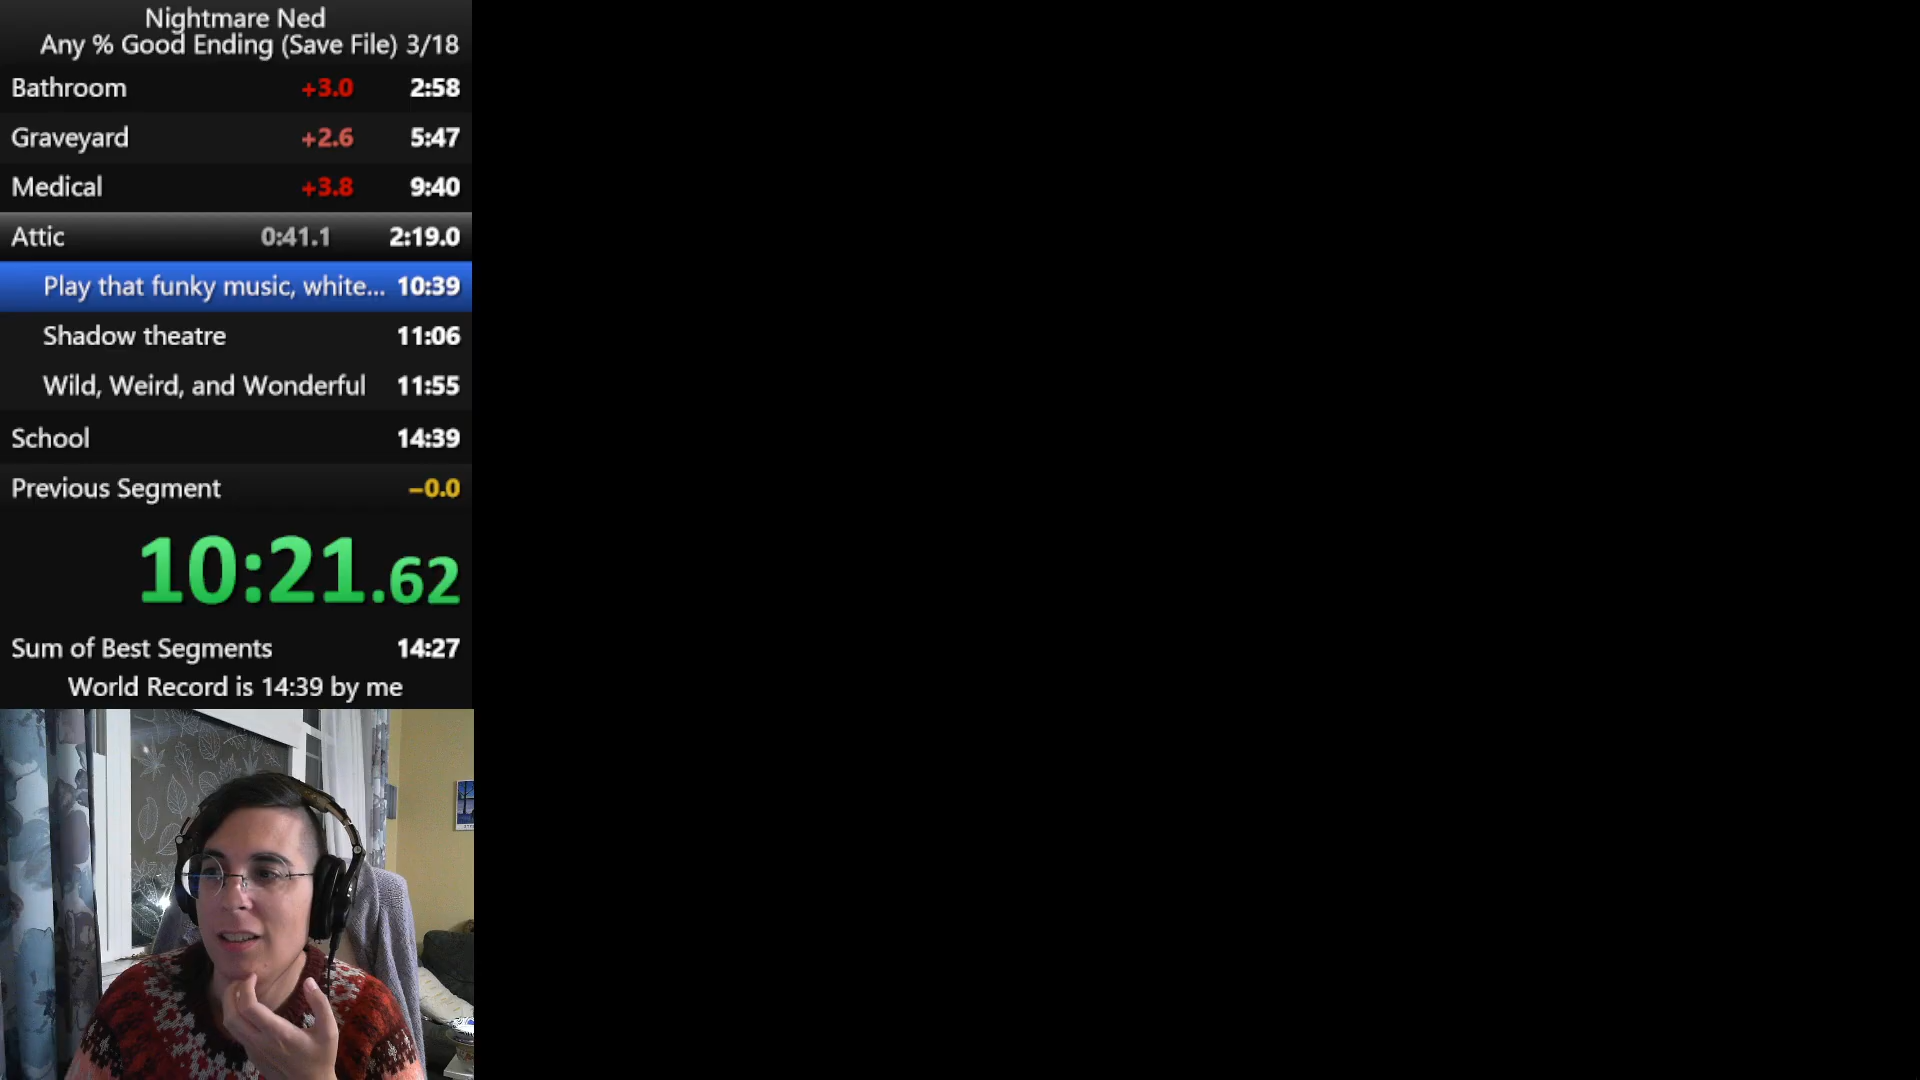 Nightmare Ned
Any % Good Ending (Save File) 3/18
Bathroom +3.0 2:58
Graveyard +2.6 5:47
Medical +3.8 9:40
Attic 0:41.1 2:19.0
Play that funky music, white... 10:39
Shadow theatre 11:06
Wild, Weird, and Wonderful 11:55
School 14:39
Previous Segment −0.0
10:21.62
Sum of Best Segments 14:27
World Record is 14:39 by me